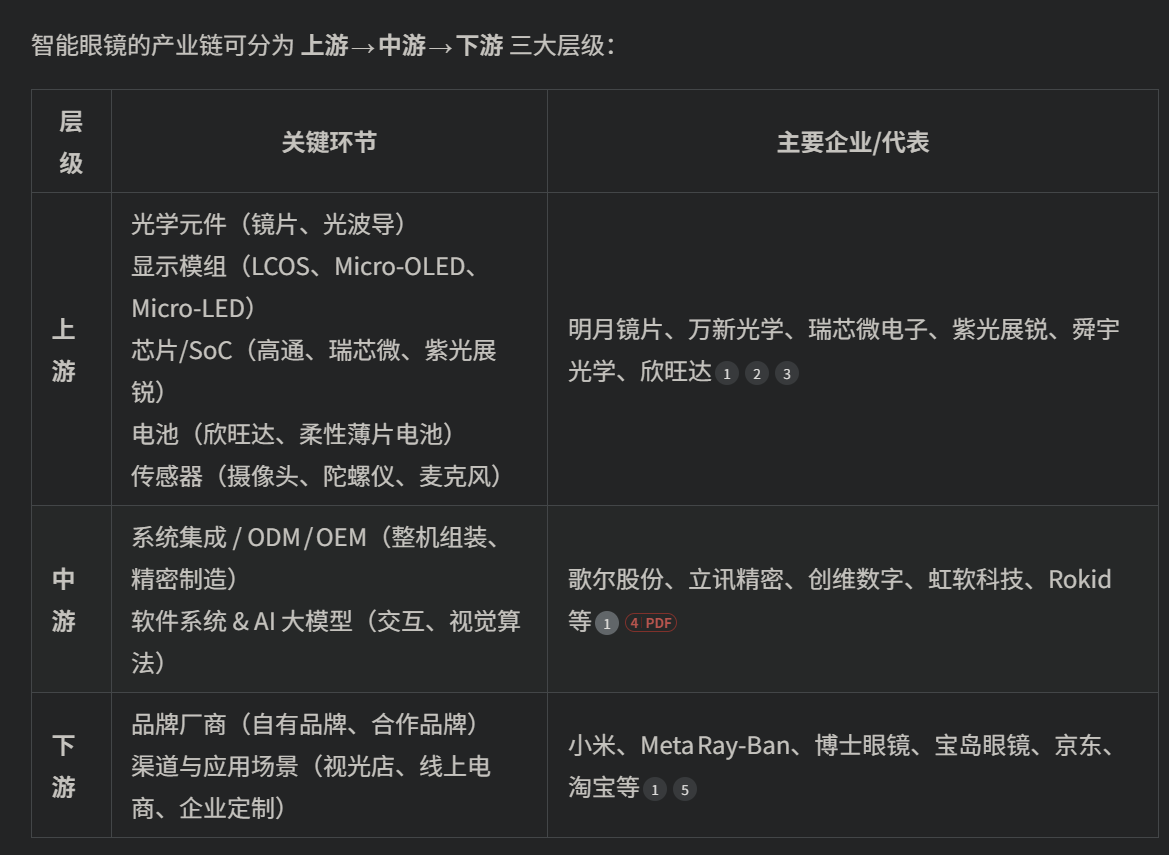 智能眼镜的产业链可分为 上游→中游→下游 三大层级：
层
级
关键环节
主要企业/代表
上
游
光学元件（镜片、光波导）
显示模组（LCOS、Micro-OLED、
Micro-LED）
芯片/SoC（高通、瑞芯微、紫光展
锐）
电池（欣旺达、柔性薄片电池）
传感器（摄像头、陀螺仪、麦克风）
明月镜片、万新光学、瑞芯微电子、紫光展锐、舜宇
光学、欣旺达 1 2 3
中
游
系统集成 / ODM/OEM（整机组装、
精密制造）
软件系统 & AI 大模型（交互、视觉算
法）
歌尔股份、立讯精密、创维数字、虹软科技、Rokid
等 1 4 PDF
下
游
品牌厂商（自有品牌、合作品牌）
渠道与应用场景（视光店、线上电
商、企业定制）
小米、Meta Ray-Ban、博士眼镜、宝岛眼镜、京东、
淘宝等 1 5